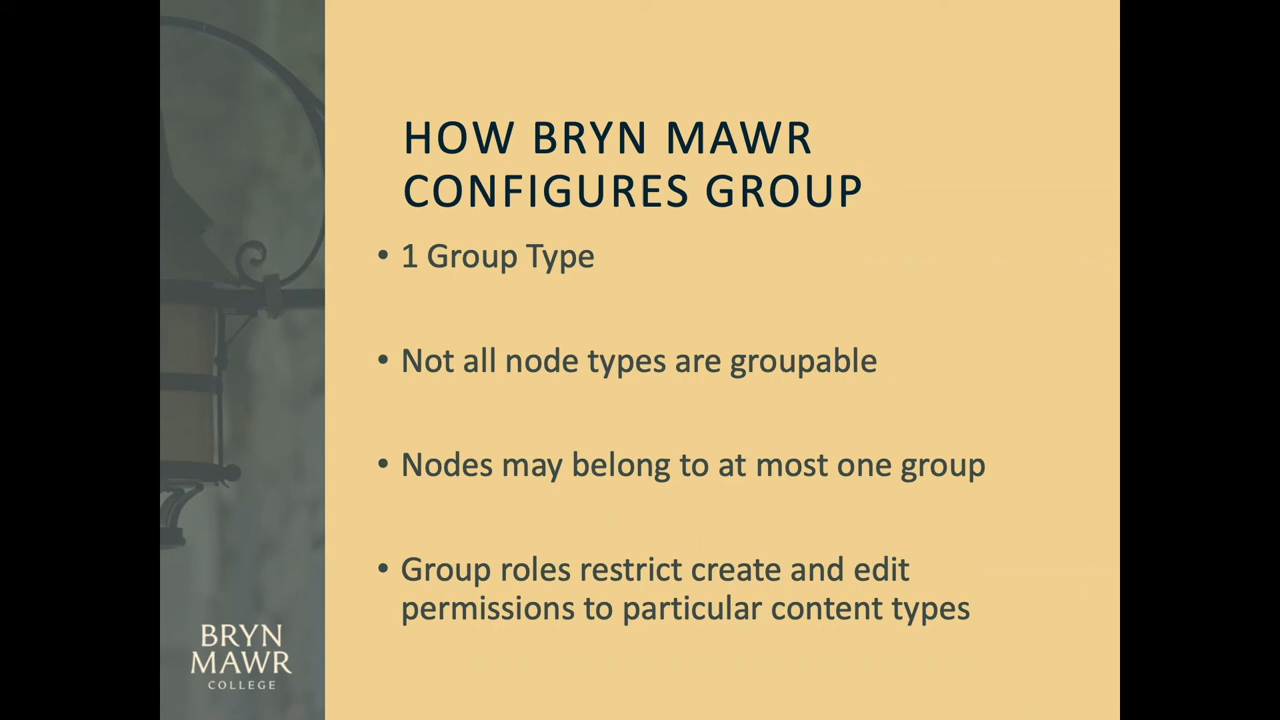 HOW BRYN MAWR
CONFIGURES GROUP
• 1 Group Type
• Not all node types are groupable
• Nodes may belong to at most one group
• Group roles restrict create and edit
permissions to particular content types
BRYN
MAWR
COLLEGE